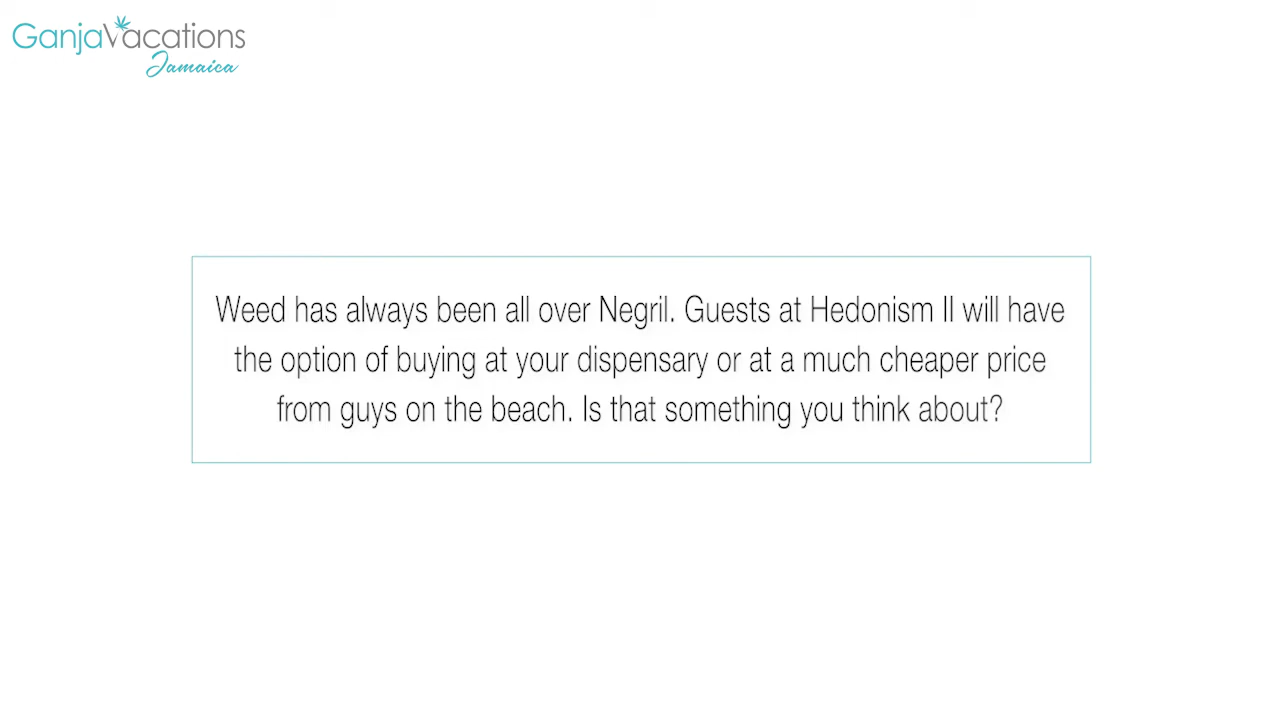 GanjaVacations
Jamaica
Weed has always been all over Negril. Guests at Hedonism II will have
the option of buying at your dispensary or at a much cheaper price
from guys on the beach. Is that something you think about?